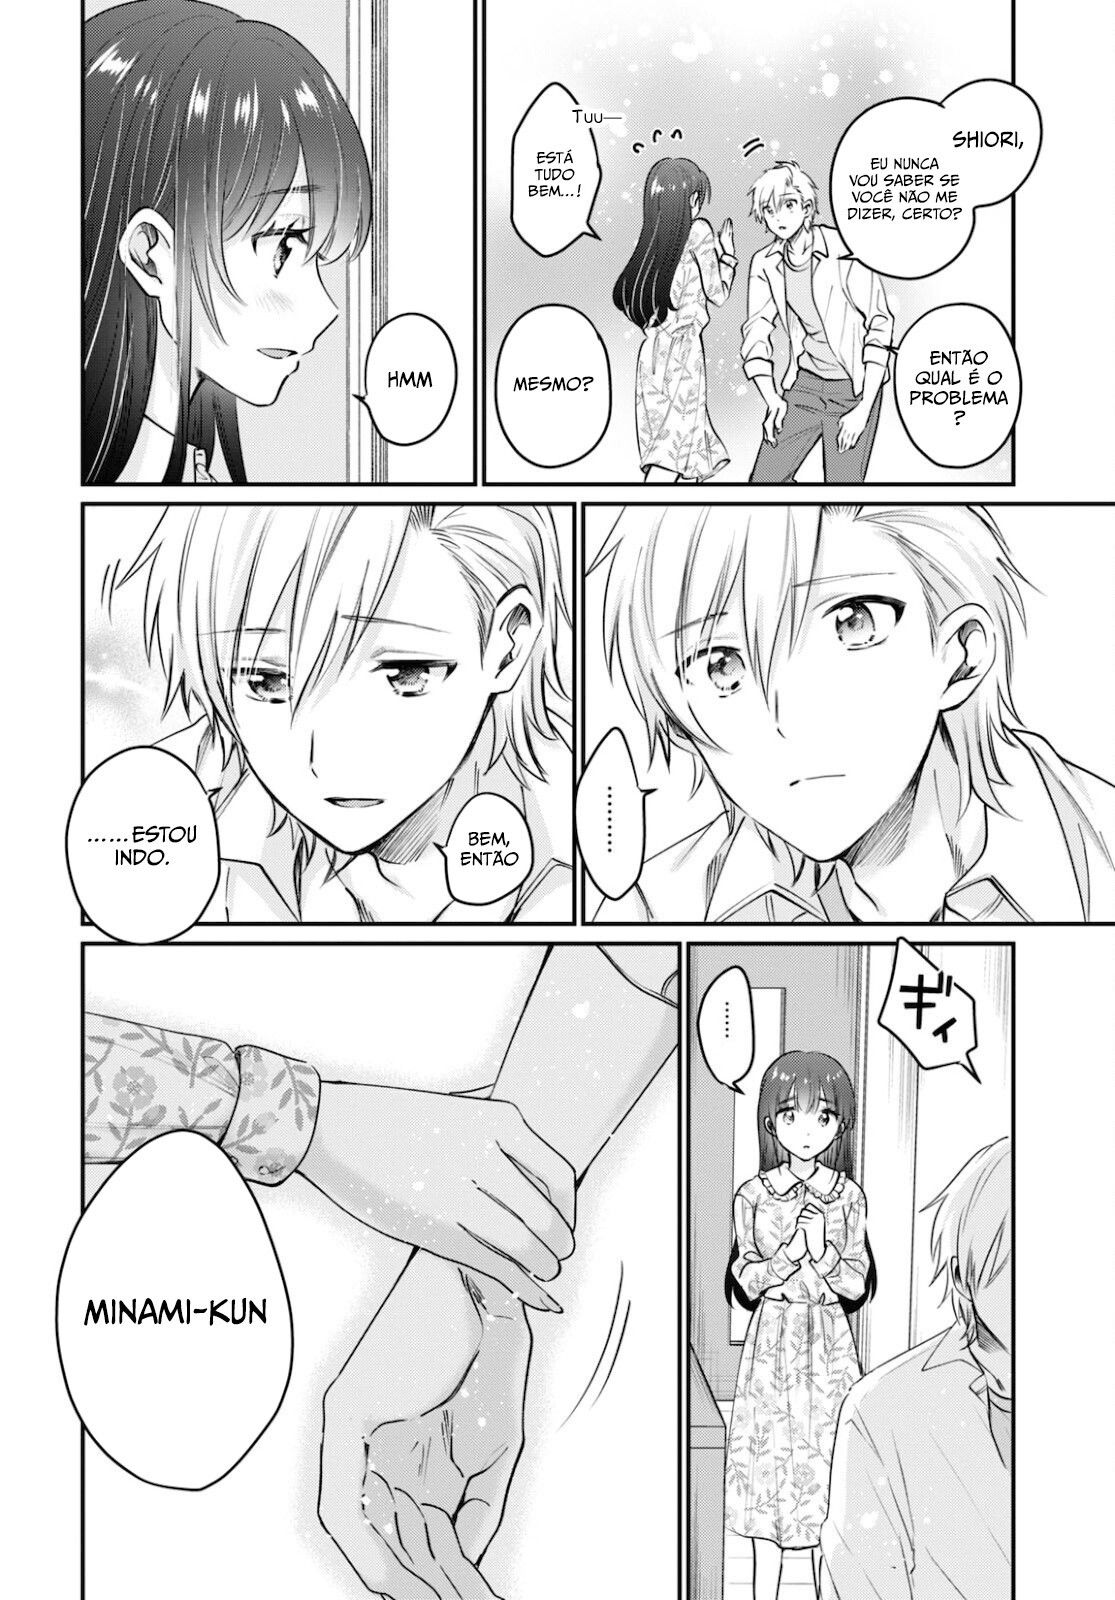 SHIORI,
EU NUNCA
VOU SABER SE
VOCÊ NÃO ME
DIZER, CERTO?
ENTÃO
QUAL É O
PROBLEMA
?
TUU—
ESTÁ
TUDO
BEM...!
MESMO?
HMM
.........
BEM,
ENTÃO
......ESTOU
INDO.
ギィ
......
MINAMI-KUN